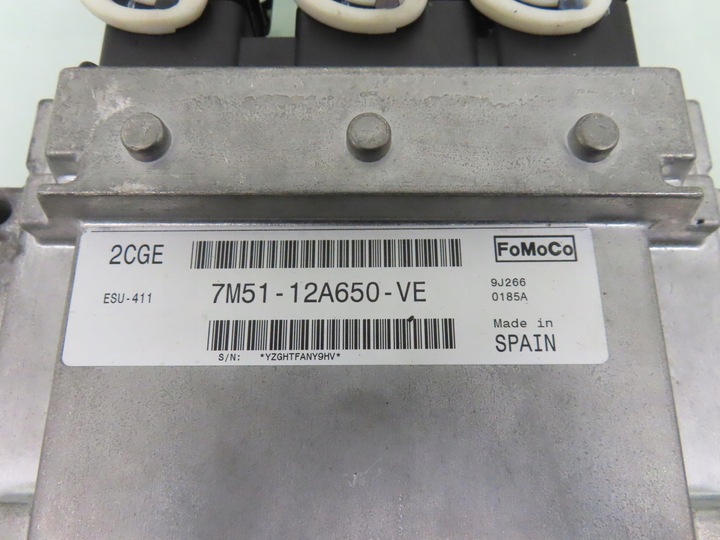 2CGE
FoMoCo
ESU-411
7M51-12A650-VE
9J266
0185A
Made in
SPAIN
S/N: *YZGHTFANY9HV*